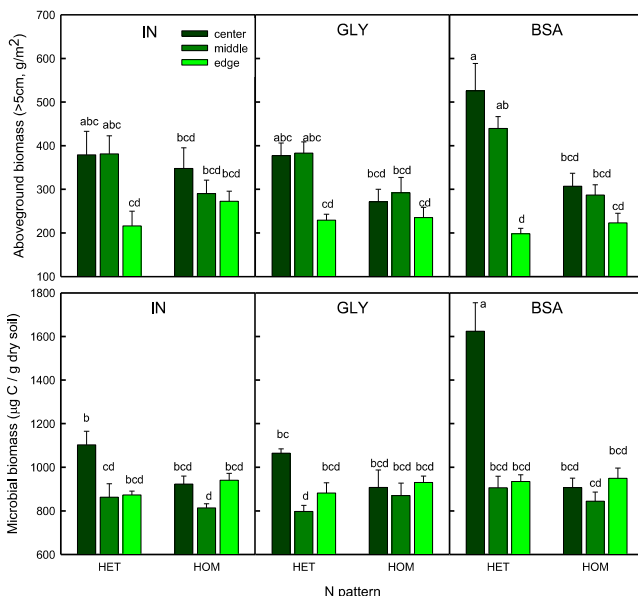 IN GLY BSA
center
middle
edge
Aboveground biomass (>5cm, g/m²)
700
600
500
400
300
200
100
abc abc cd bcd bcd bcd
abc abc cd bcd bcd cd
a ab d bcd bcd cd
IN GLY BSA
Microbial biomass (µg C / g dry soil)
1800
1600
1400
1200
1000
800
600
b cd bcd bcd d bcd
bc d bcd bcd bcd bcd
a bcd bcd bcd cd bcd
HET HOM HET HOM HET HOM
N pattern